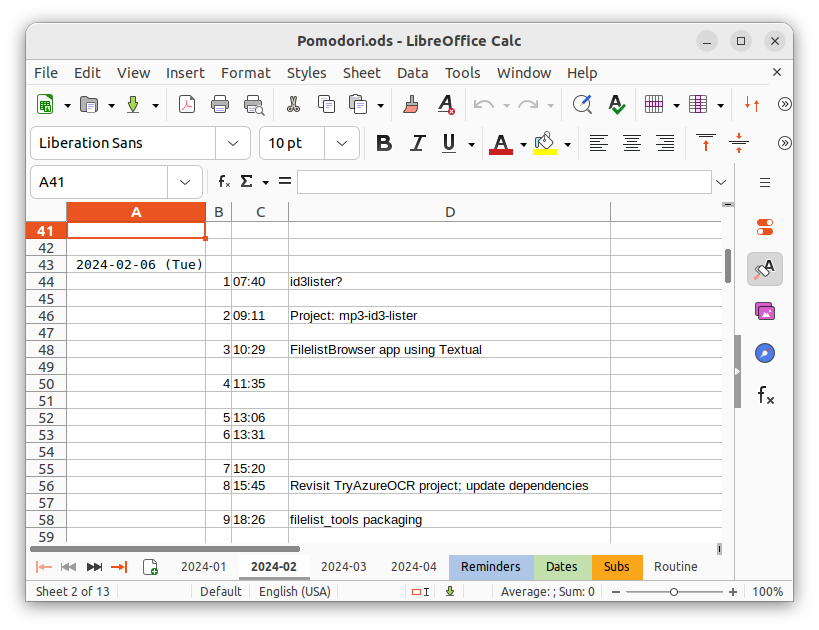 Pomodori.ods - LibreOffice Calc
File Edit View Insert Format Styles Sheet Data Tools Window Help
Liberation Sans 10 pt B I U A
A41 fx Σ =
A B C D
41
42
43 2024-02-06 (Tue)
44 1 07:40 id3lister?
45
46 2 09:11 Project: mp3-id3-lister
47
48 3 10:29 FilelistBrowser app using Textual
49
50 4 11:35
51
52 5 13:06
53 6 13:31
54
55 7 15:20
56 8 15:45 Revisit TryAzureOCR project; update dependencies
57
58 9 18:26 filelist_tools packaging
59
2024-01 2024-02 2024-03 2024-04 Reminders Dates Subs Routine
Sheet 2 of 13 Default English (USA) Average: ; Sum: 0 100%